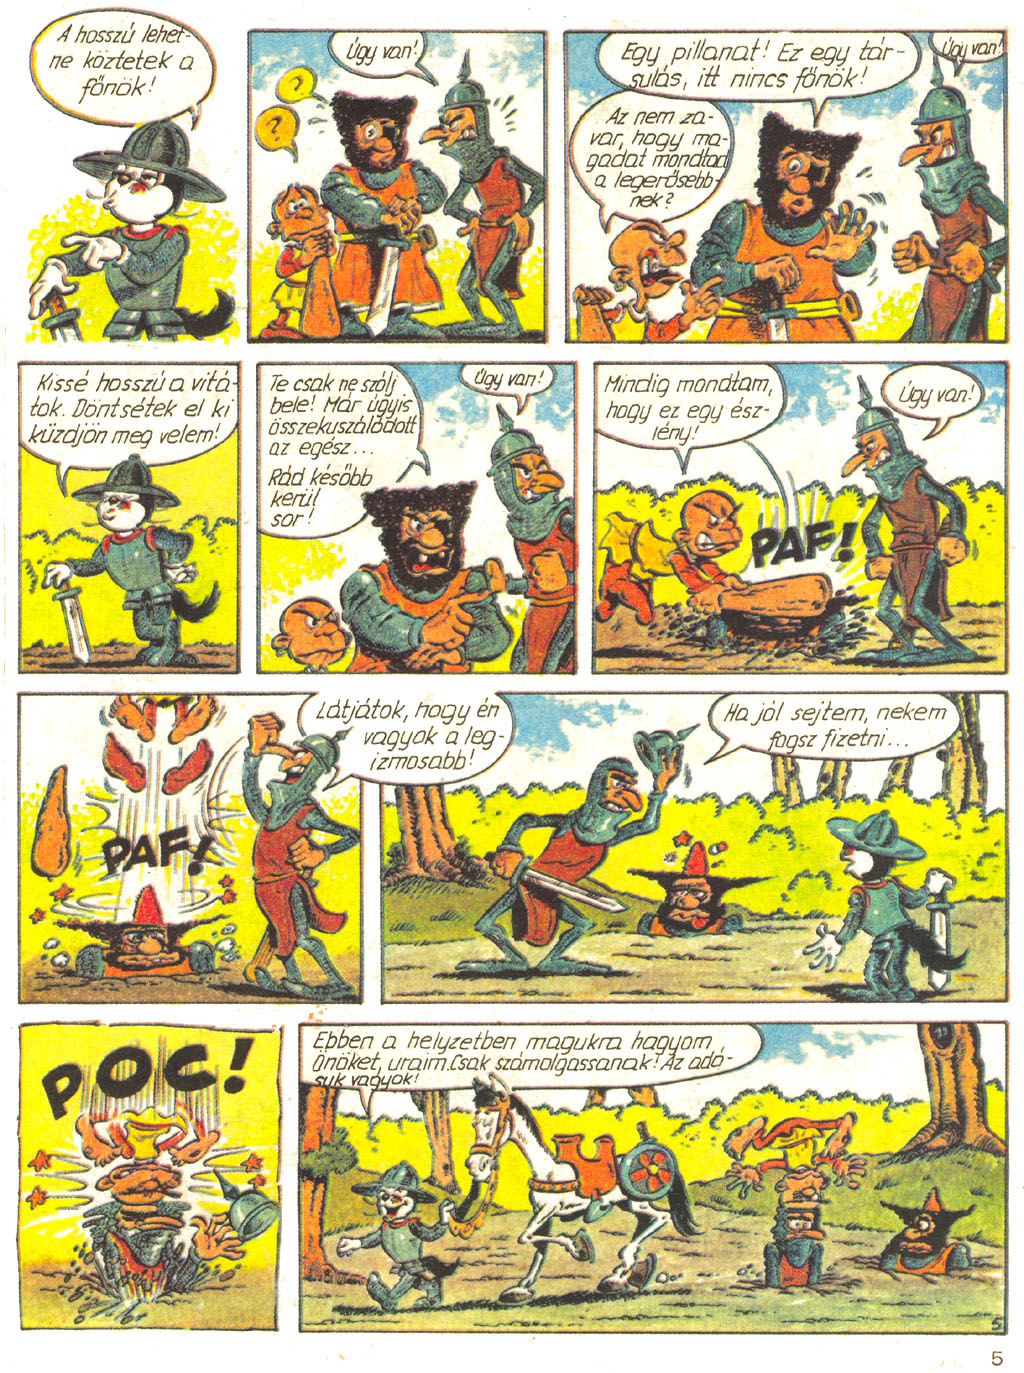 A hosszú lehet-
ne köztetek a
főnök!
?
?
Úgy van!
Egy pillanat! Ez egy tár-
sulás, itt nincs főnök!
Úgy van!
Az nem za-
var, hogy ma-
gadat mondtad
a legerősebb-
nek?
Kissé hosszú a vitá-
tok. Döntsétek el ki
küzdjön meg velem!
Te csak ne szólj
bele! Már úgyis
összekuszálódott
az egész...
Rád később
kerül
sor!
Úgy van!
Mindig mondtam,
hogy ez egy ész-
lény!
Úgy van!
PAF!
PAF!
Látjátok, hogy én
vagyok a leg-
izmosabb!
Ha jól sejtem, nekem
fogsz fizetni...
POC!
Ebben a helyzetben magukra hagyom
Önöket, uraim. Csak számolgassanak! Az adó-
suk vagyok!
5
5